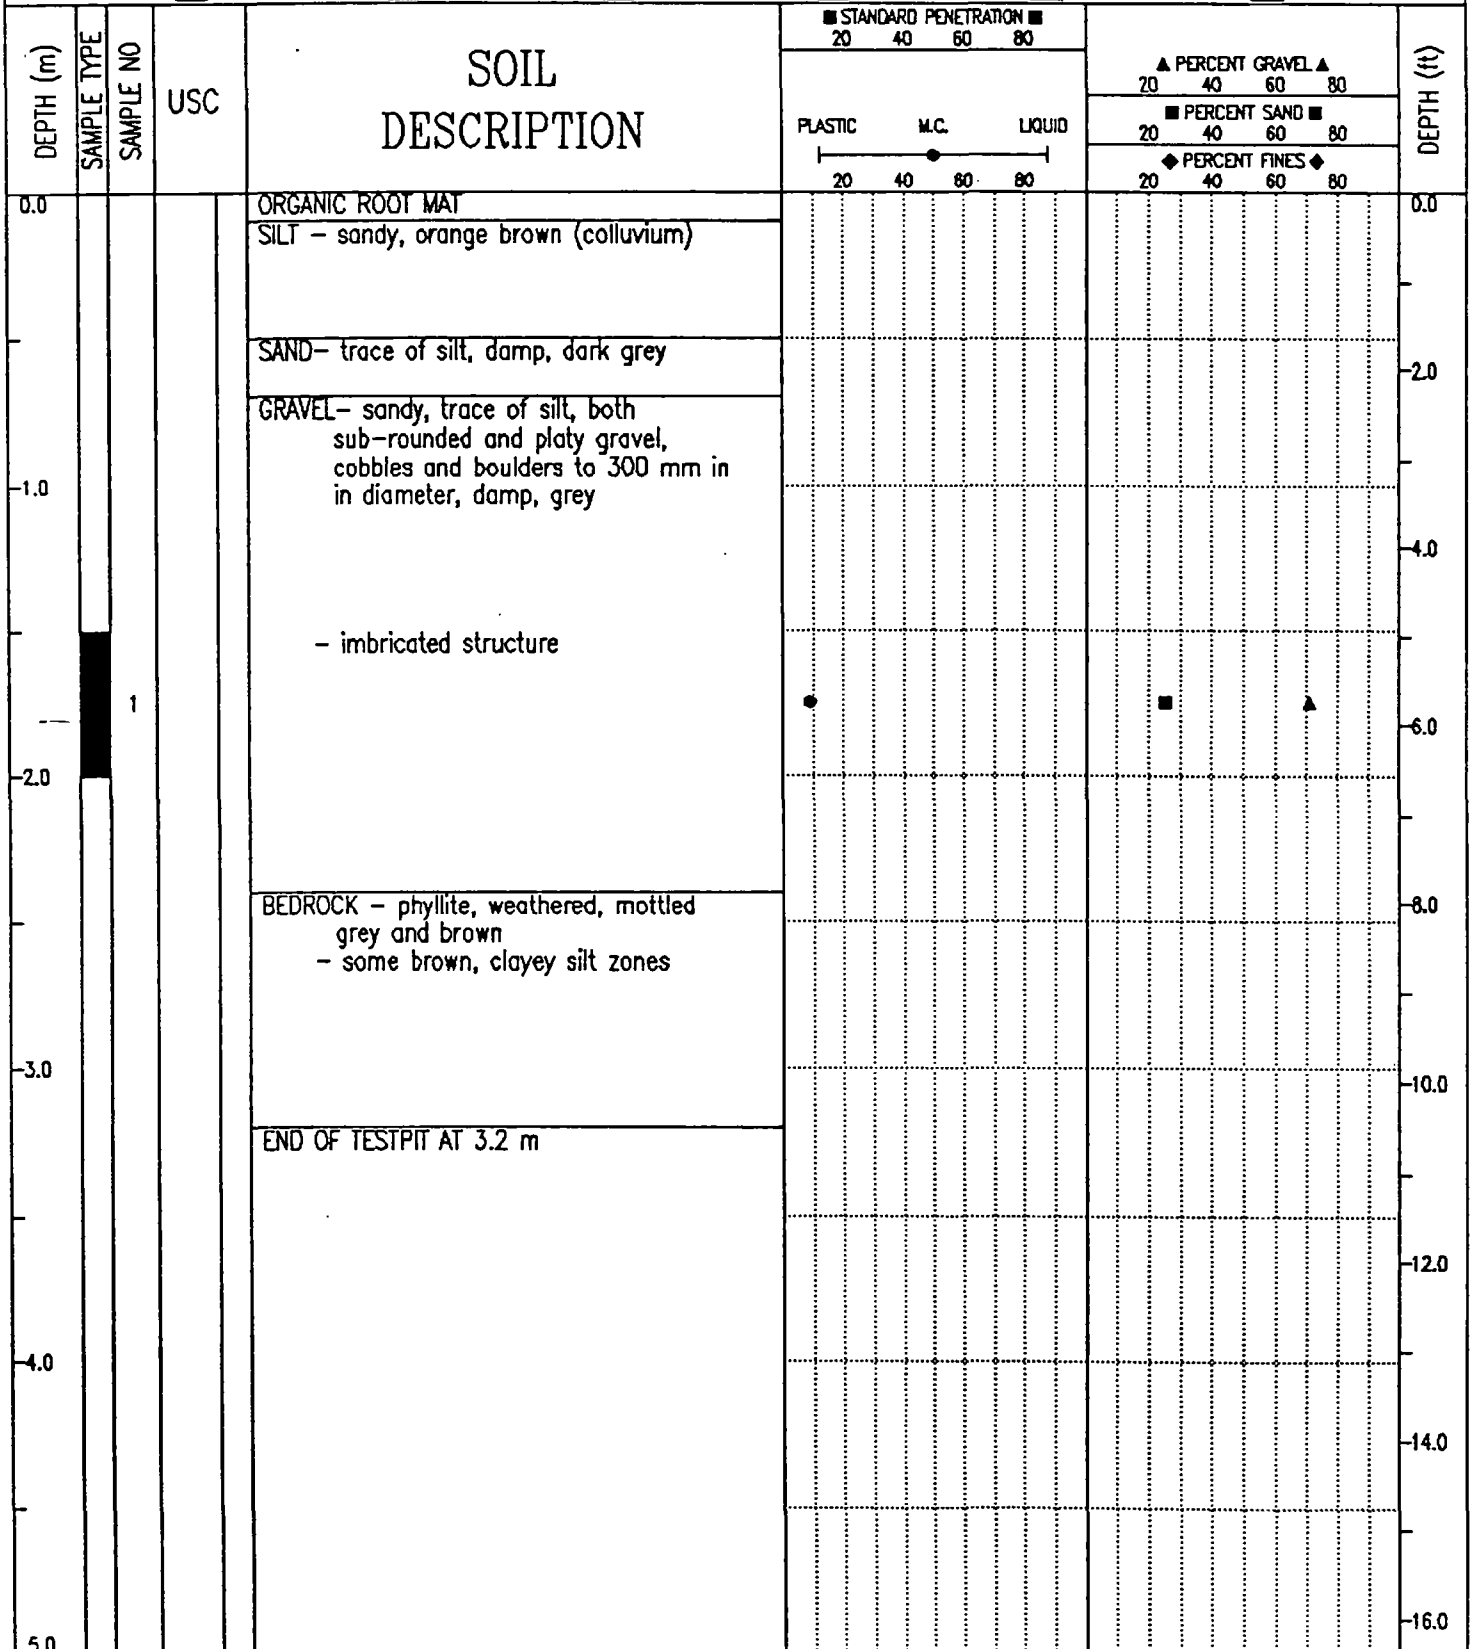 DEPTH (m)
SAMPLE TYPE
SAMPLE NO
USC
SOIL
DESCRIPTION
■ STANDARD PENETRATION ■
20 40 60 80
PLASTIC M.C. LIQUID
20 40 60 80
▲ PERCENT GRAVEL ▲
20 40 60 80
■ PERCENT SAND ■
20 40 60 80
◆ PERCENT FINES ◆
20 40 60 80
DEPTH (ft)
0.0 ORGANIC ROOT MAT 0.0
SILT – sandy, orange brown (colluvium)
SAND– trace of silt, damp, dark grey
2.0
GRAVEL– sandy, trace of silt, both
sub–rounded and platy gravel,
cobbles and boulders to 300 mm in
1.0 in diameter, damp, grey
4.0
– imbricated structure
1
6.0
2.0
BEDROCK – phyllite, weathered, mottled 8.0
grey and brown
– some brown, clayey silt zones
3.0
10.0
END OF TESTPIT AT 3.2 m
12.0
4.0
14.0
16.0
5.0